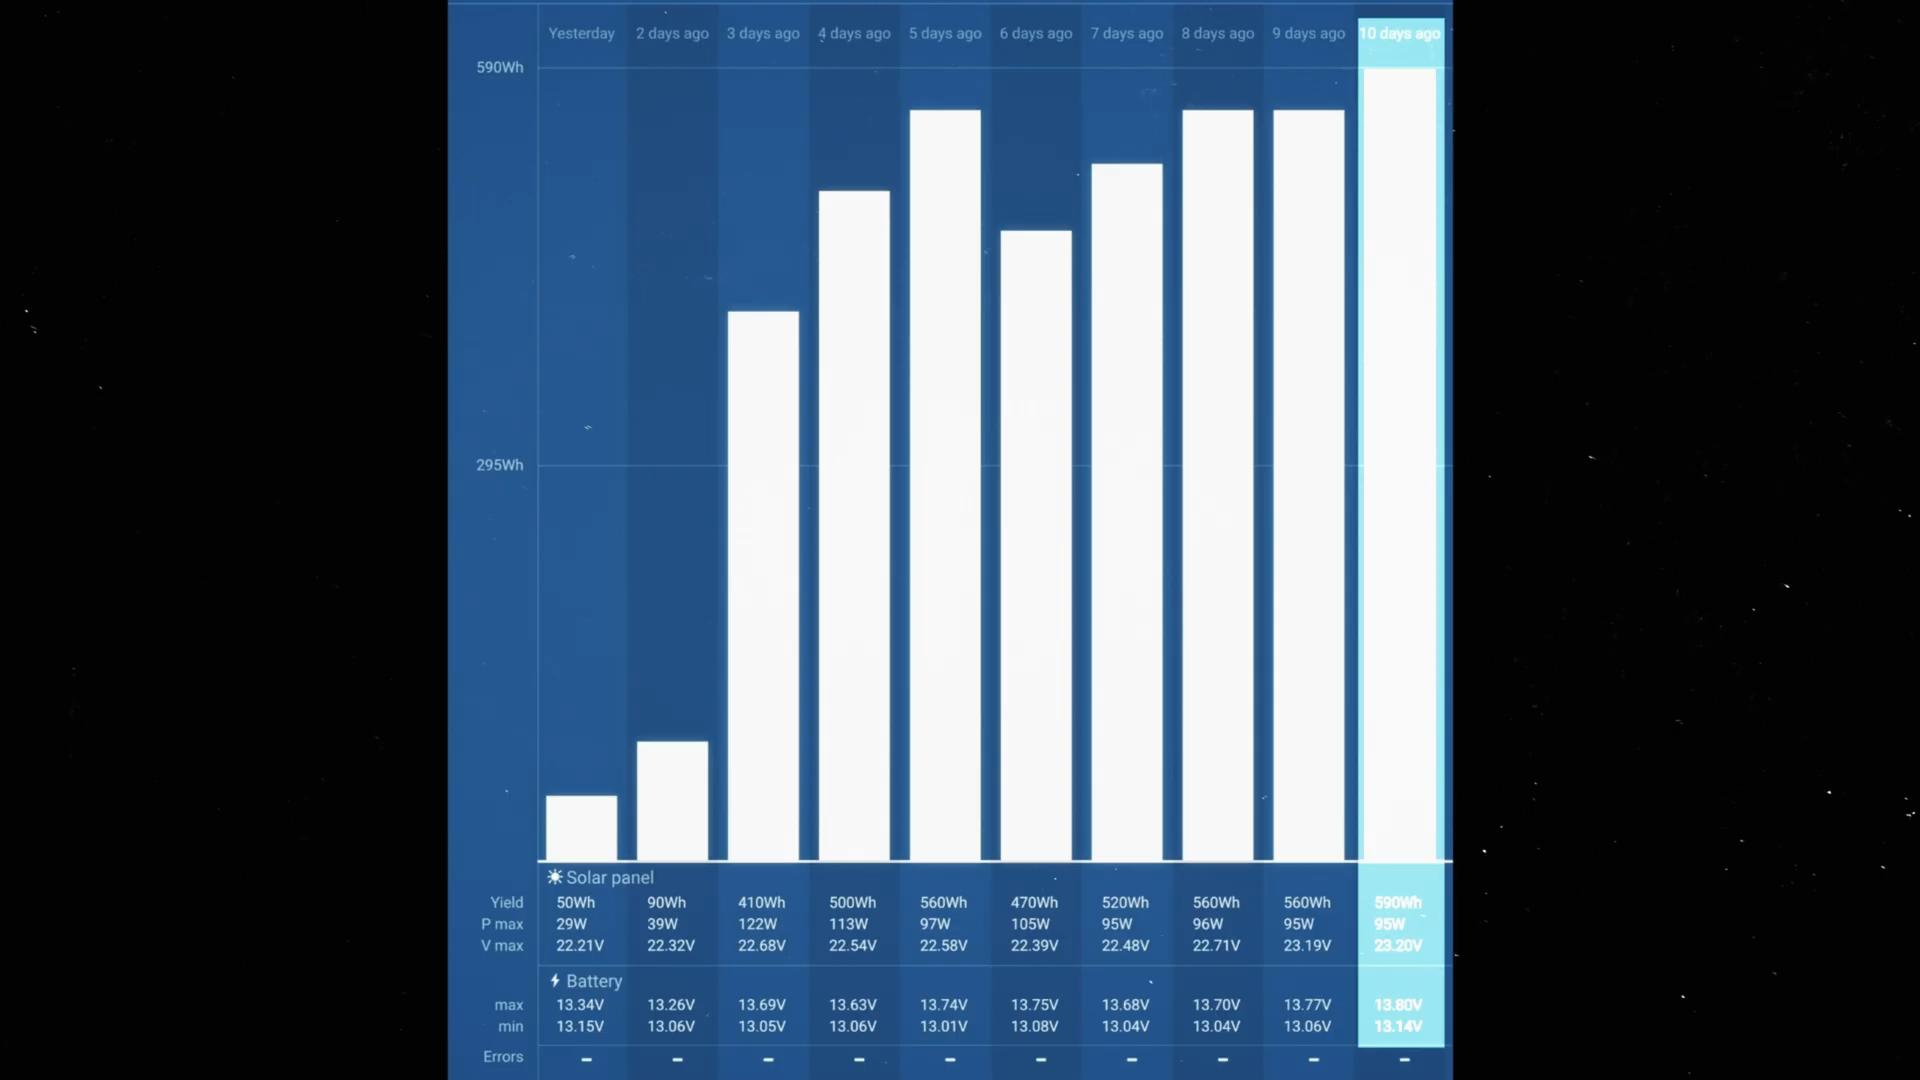 Yesterday 2 days ago 3 days ago 4 days ago 5 days ago 6 days ago 7 days ago 8 days ago 9 days ago 10 days ago
590Wh
295Wh
Solar panel
Yield 50Wh 90Wh 410Wh 500Wh 560Wh 470Wh 520Wh 560Wh 560Wh 590Wh
P max 29W 39W 122W 113W 97W 105W 95W 96W 95W 95W
V max 22.21V 22.32V 22.68V 22.54V 22.58V 22.39V 22.48V 22.71V 23.19V 23.20V
Battery
max 13.34V 13.26V 13.69V 13.63V 13.74V 13.75V 13.68V 13.70V 13.77V 13.80V
min 13.15V 13.06V 13.05V 13.06V 13.01V 13.08V 13.04V 13.04V 13.06V 13.14V
Errors – – – – – – – – – –